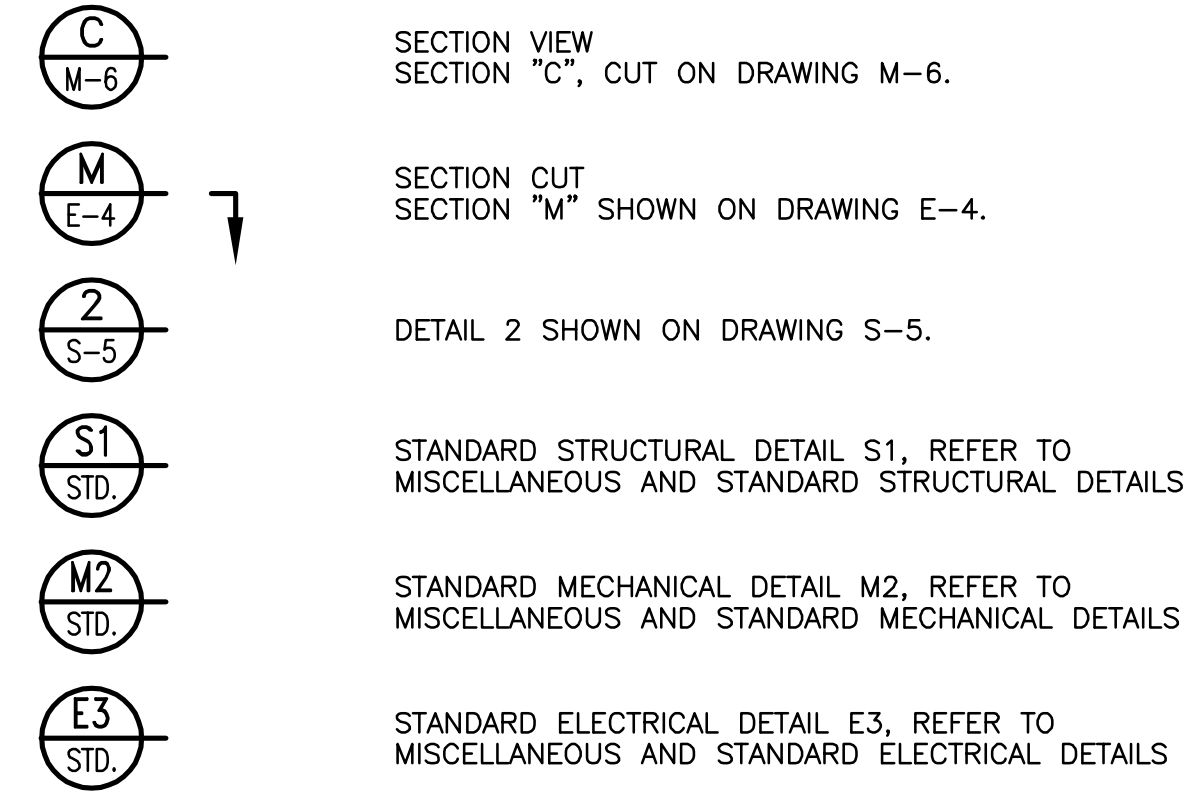 C
M-6
SECTION VIEW
SECTION "C", CUT ON DRAWING M-6.
M
E-4
SECTION CUT
SECTION "M" SHOWN ON DRAWING E-4.
2
S-5
DETAIL 2 SHOWN ON DRAWING S-5.
S1
STD.
STANDARD STRUCTURAL DETAIL S1, REFER TO
MISCELLANEOUS AND STANDARD STRUCTURAL DETAILS
M2
STD.
STANDARD MECHANICAL DETAIL M2, REFER TO
MISCELLANEOUS AND STANDARD MECHANICAL DETAILS
E3
STD.
STANDARD ELECTRICAL DETAIL E3, REFER TO
MISCELLANEOUS AND STANDARD ELECTRICAL DETAILS